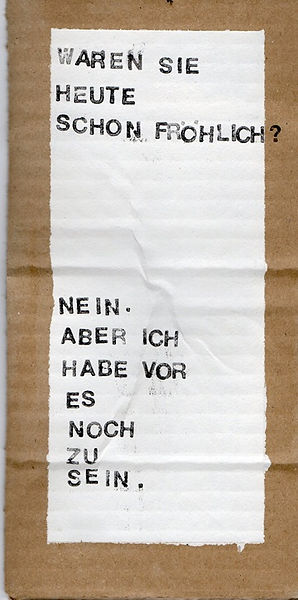 WAREN SIE
HEUTE
SCHON FRÖHLICH?
NEIN.
ABER ICH
HABE VOR
ES
NOCH
ZU
SEIN.